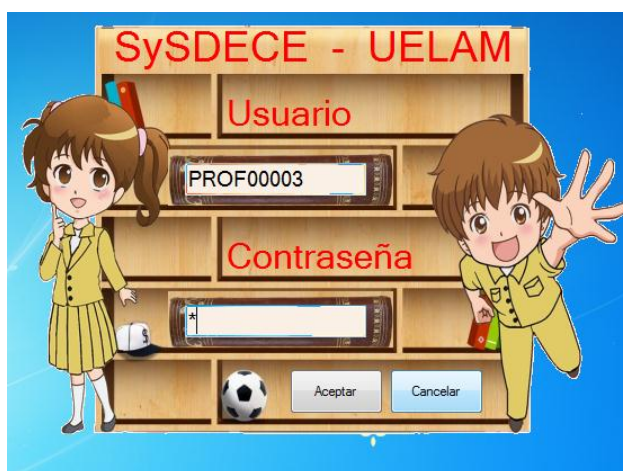 SySDECE - UELAM
Usuario
PROF00003
Contraseña
*
Aceptar
Cancelar